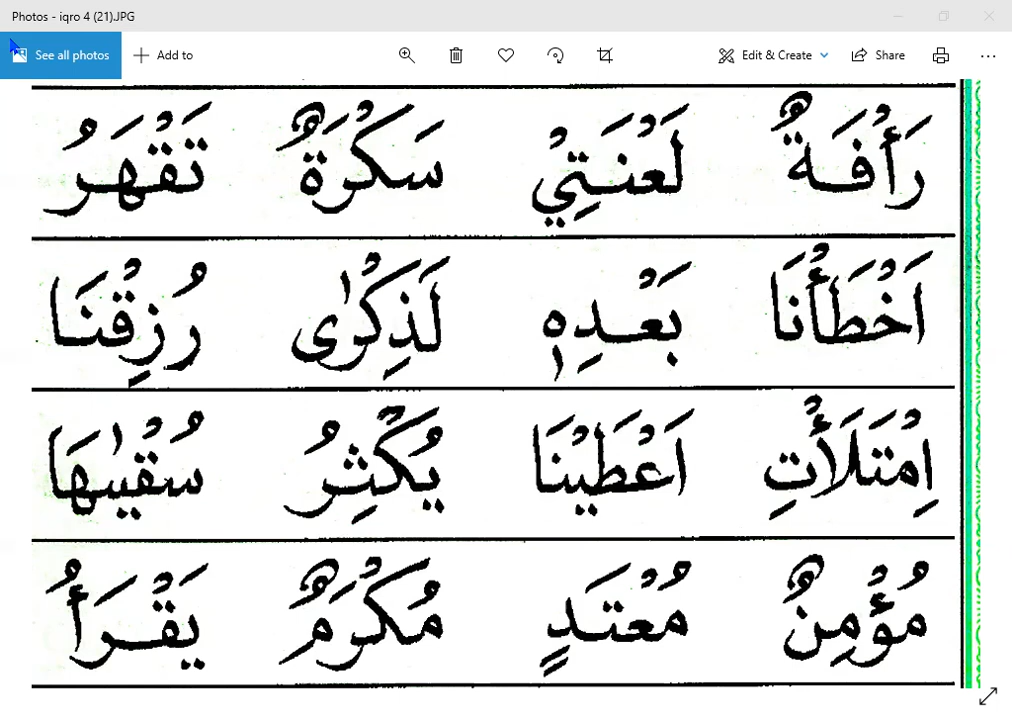 Photos - iqro 4 (21).JPG
See all photos Add to Edit & Create Share
رَأْفَةٌ لَعْنَتِيْ سَكْرَةٌ تَقْهَرُ
اَخْطَأْنَا بَعْدِهٖ لَذِكْرٰى رُزِقْنَا
اِمْتَلَأْتِ اَعْطَيْنَا يُكْثِرُ سُقْيٰهَا
مُؤْمِنٌ مُعْتَدٍ مُكْرَمٌ يَقْرَأُ